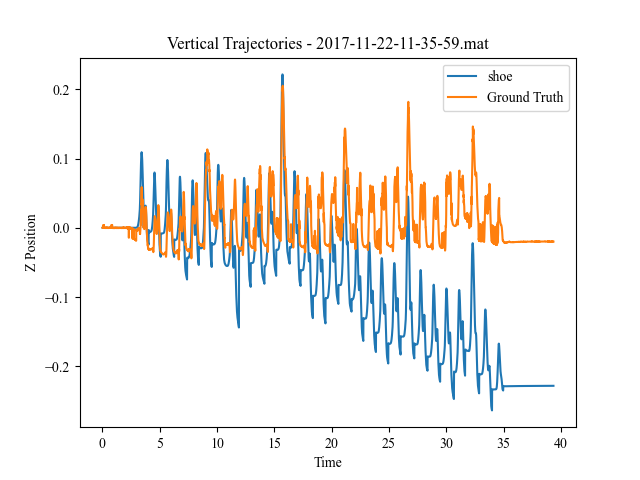 Vertical Trajectories - 2017-11-22-11-35-59.mat
shoe
Ground Truth
0.2
0.1
0.0
−0.1
−0.2
Z Position
0 5 10 15 20 25 30 35 40
Time